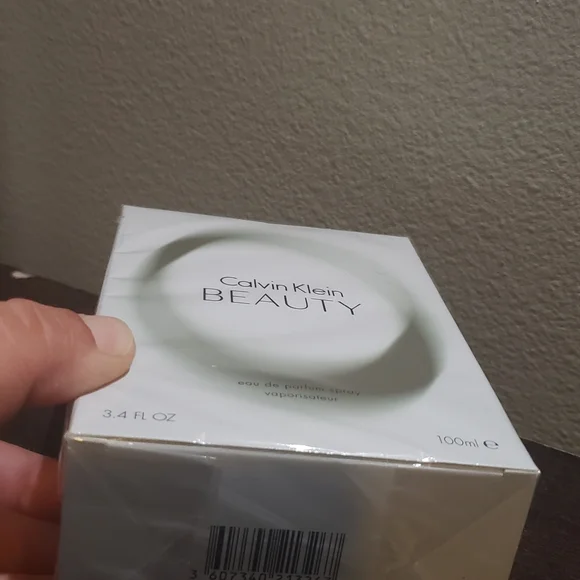 Calvin Klein
BEAUTY
eau de parfum spray
vaporisateur
3.4 FL OZ
100ml ℮